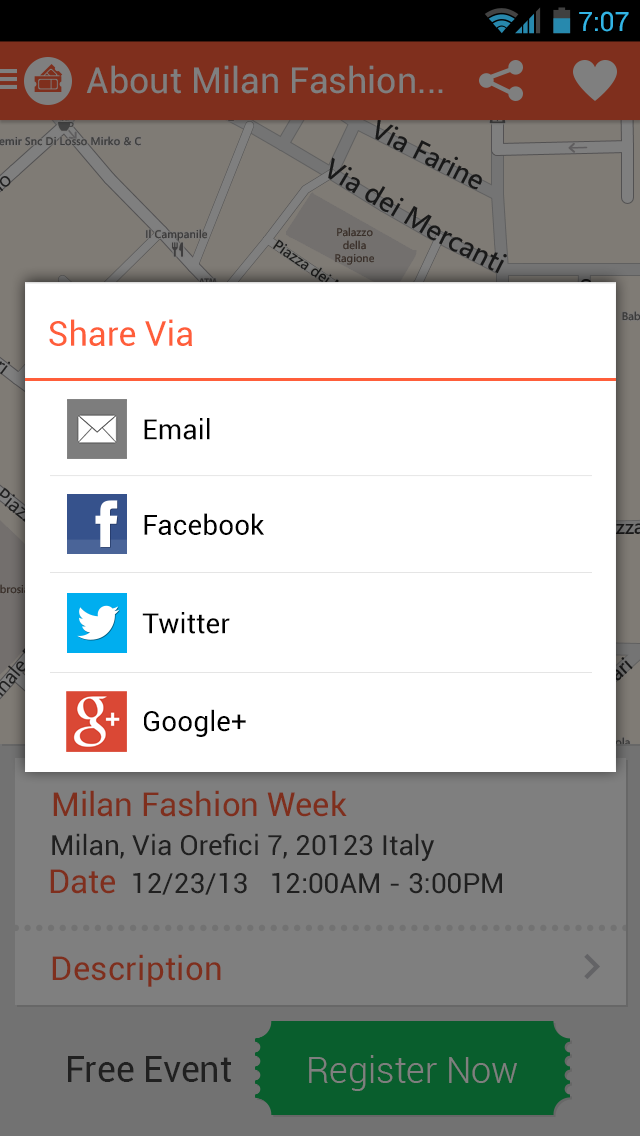 7:07
About Milan Fashion...
emir Snc Di Losso Mirko & C
Via Farine
Via dei Mercanti
Il Campanile
Palazzo
della
Ragione
Piazza dei
Bab
Share Via
Email
Facebook
Twitter
Google+
Milan Fashion Week
Milan, Via Orefici 7, 20123 Italy
Date 12/23/13 12:00AM - 3:00PM
Description
Free Event
Register Now